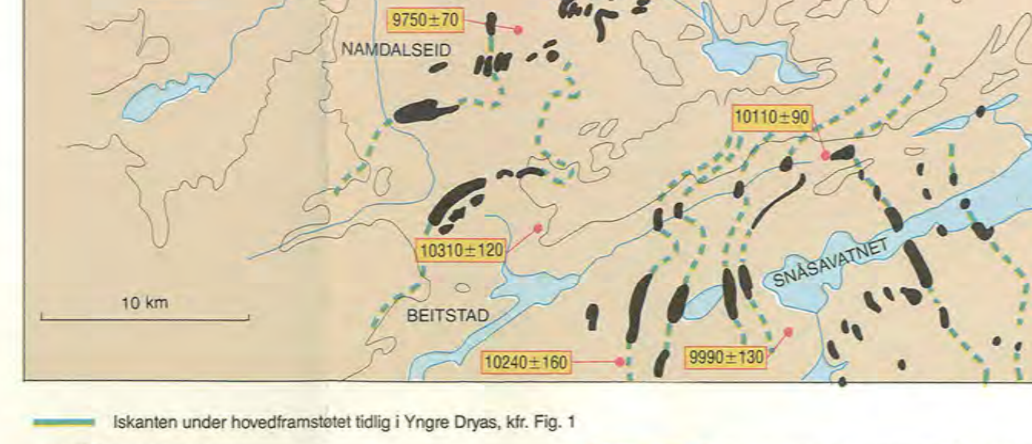 9750±70
NAMDALSEID
10110±90
10310±120
SNÅSAVATNET
10 km
BEITSTAD
10240±160
9990±130
Iskanten under hovedframstøtet tidlig i Yngre Dryas, kfr. Fig. 1